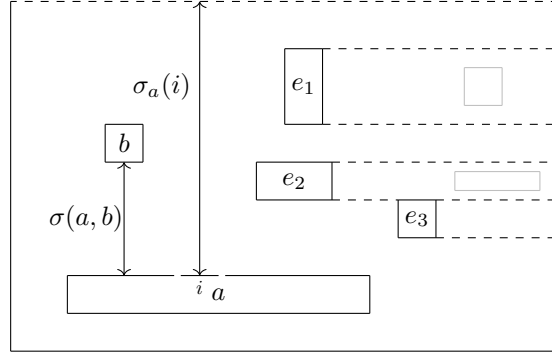 σ_a(i)
e_1
b
e_2
σ(a, b)
e_3
i a